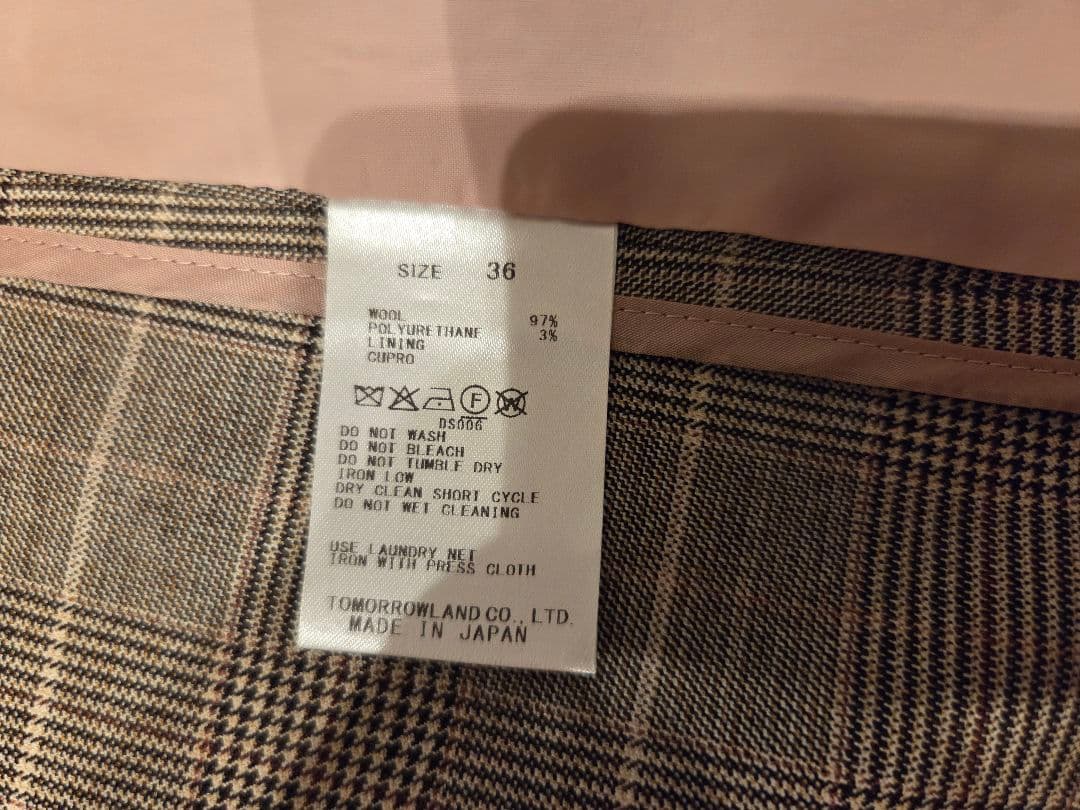 SIZE 36
WOOL 97%
POLYURETHANE 3%
LINING
CUPRO
F W
DS006
DO NOT WASH
DO NOT BLEACH
DO NOT TUMBLE DRY
IRON LOW
DRY CLEAN SHORT CYCLE
DO NOT WET CLEANING
USE LAUNDRY NET
IRON WITH PRESS CLOTH
TOMORROWLAND CO., LTD.
MADE IN JAPAN